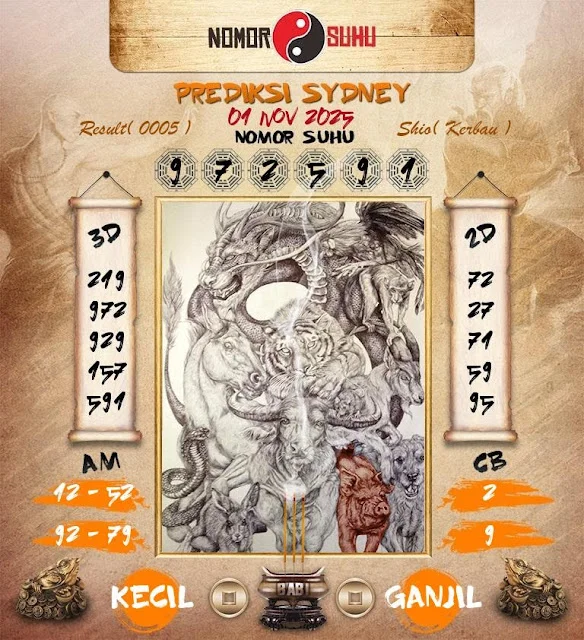 NOMOR SUHU
PREDIKSI SYDNEY
01 NOV 2025
NOMOR SUHU
Result( 0005 )
Shio( Kerbau )
9 7 2 5 9 1
3D
219
972
929
157
591
2D
72
27
71
59
95
AM
12 - 52
92 - 79
CB
2
9
KECIL
BABI
GANJIL